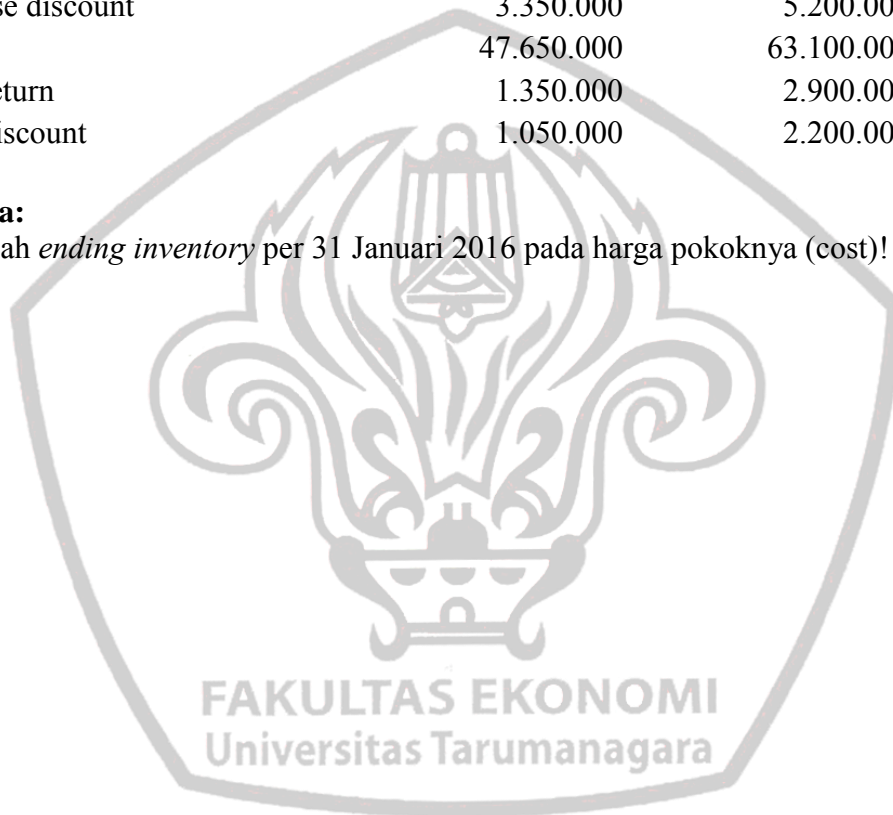 se discount 3.350.000 5.200.00
47.650.000 63.100.00
eturn 1.350.000 2.900.00
iscount 1.050.000 2.200.00
a:
ah ending inventory per 31 Januari 2016 pada harga pokoknya (cost)!
FAKULTAS EKONOMI
Universitas Tarumanagara